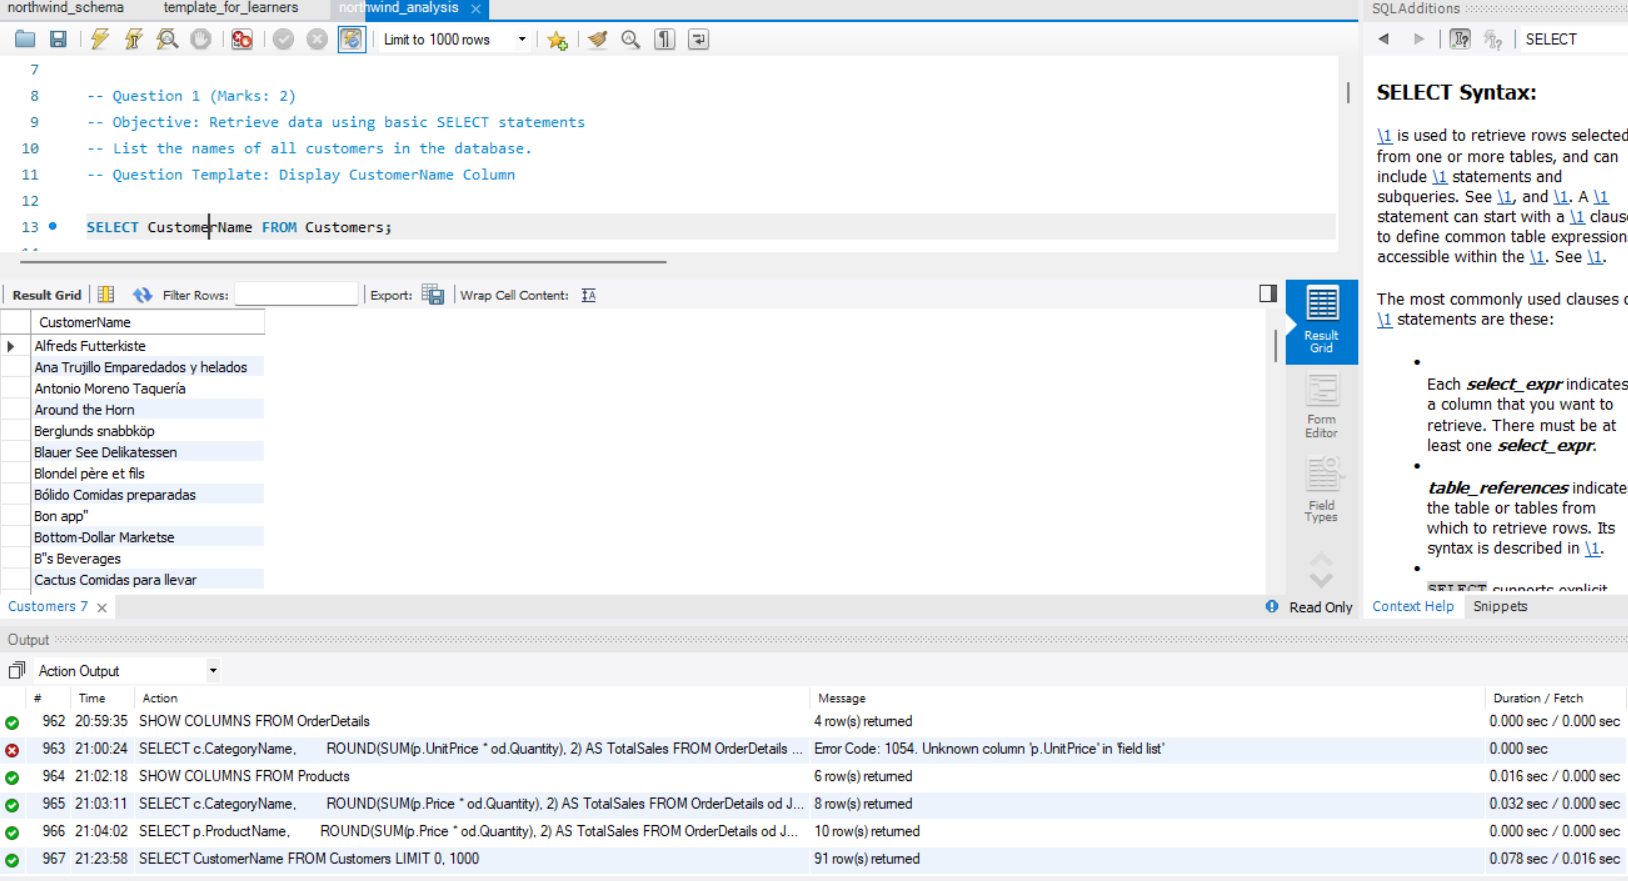 northwind_schema template_for_learners northwind_analysis
SQLAdditions
Limit to 1000 rows
SELECT
7
8 -- Question 1 (Marks: 2)
9 -- Objective: Retrieve data using basic SELECT statements
10 -- List the names of all customers in the database.
11 -- Question Template: Display CustomerName Column
12
13 SELECT CustomerName FROM Customers;
Result Grid Filter Rows: Export: Wrap Cell Content:
CustomerName
Alfreds Futterkiste
Ana Trujillo Emparedados y helados
Antonio Moreno Taquería
Around the Horn
Berglunds snabbköp
Blauer See Delikatessen
Blondel père et fils
Bólido Comidas preparadas
Bon app"
Bottom-Dollar Marketse
B"s Beverages
Cactus Comidas para llevar
Result
Grid
Form
Editor
Field
Types
Customers 7
Read Only
SELECT Syntax:
\1 is used to retrieve rows selected
from one or more tables, and can
include \1 statements and
subqueries. See \1, and \1. A \1
statement can start with a \1 clause
to define common table expression
accessible within the \1. See \1.
The most commonly used clauses
\1 statements are these:
Each select_expr indicates
a column that you want to
retrieve. There must be at
least one select_expr.
table_references indicate
the table or tables from
which to retrieve rows. Its
syntax is described in \1.
SELECT supports explicit
Context Help Snippets
Output
Action Output
# Time Action Message Duration / Fetch
962 20:59:35 SHOW COLUMNS FROM OrderDetails 4 row(s) returned 0.000 sec / 0.000 sec
963 21:00:24 SELECT c.CategoryName, ROUND(SUM(p.UnitPrice * od.Quantity), 2) AS TotalSales FROM OrderDetails ... Error Code: 1054. Unknown column 'p.UnitPrice' in 'field list' 0.000 sec
964 21:02:18 SHOW COLUMNS FROM Products 6 row(s) returned 0.016 sec / 0.000 sec
965 21:03:11 SELECT c.CategoryName, ROUND(SUM(p.Price * od.Quantity), 2) AS TotalSales FROM OrderDetails od J... 8 row(s) returned 0.032 sec / 0.000 sec
966 21:04:02 SELECT p.ProductName, ROUND(SUM(p.Price * od.Quantity), 2) AS TotalSales FROM OrderDetails od J... 10 row(s) returned 0.000 sec / 0.000 sec
967 21:23:58 SELECT CustomerName FROM Customers LIMIT 0, 1000 91 row(s) returned 0.078 sec / 0.016 sec